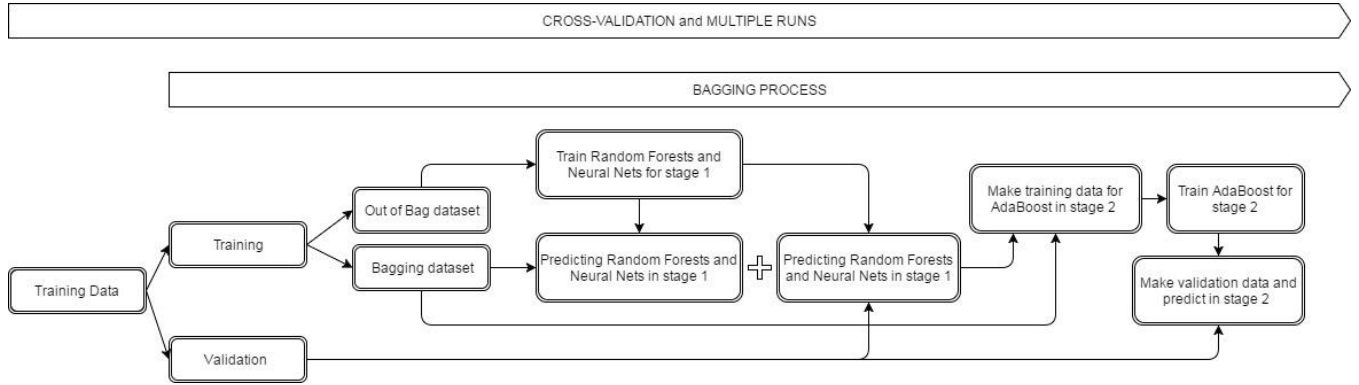 CROSS-VALIDATION and MULTIPLE RUNS
BAGGING PROCESS
Training Data
Training
Validation
Out of Bag dataset
Bagging dataset
Train Random Forests and
Neural Nets for stage 1
Predicting Random Forests and
Neural Nets in stage 1
Predicting Random Forests
and Neural Nets in stage 1
Make training data for
AdaBoost in stage 2
Train AdaBoost for
stage 2
Make validation data and
predict in stage 2